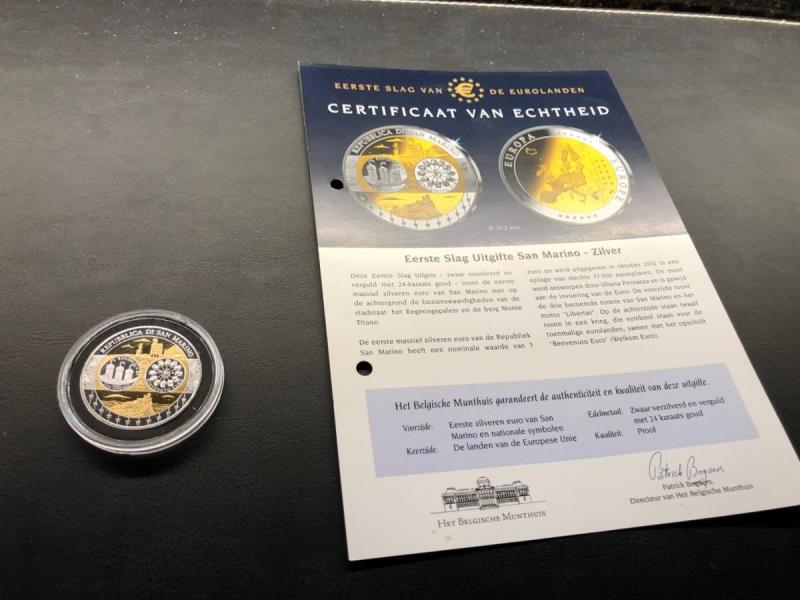 EERSTE SLAG VAN € DE EUROLANDEN
CERTIFICAAT VAN ECHTHEID
REPUBBLICA DI SAN MARINO
EUROPA
EUROPE
Eerste Slag Uitgifte San Marino - Zilver
Deze Eerste Slag Uitgite - zwaar verzilverd en
verguld met 24-karaats goud - toont de eerste
massief zilveren euro van San Marino met op
de achtergrond de bezienswaardigheden van de
stadstaat: het Regeringspaleis en de berg Monte
Titano.
De eerste massief zilveren euro van de Republiek
San Marino heeft een nominale waarde van 5
euro en werd uitgegeven in oktober 2002 in een
oplage van slechts 37.000 exemplaren. De munt
werd ontworpen door Uliana Pernazza en is gewijd
aan de invoering van de Euro. De voorzijde toont
de drie beroemde torens van San Marino en het
motto "Libertas". Op de achterzijde staan twaalf
rozen in een kring, die symbool staan voor de
toenmalige eurolanden, samen met het opschrift
"Benvenuto Euro" (Welkom Euro).
Het Belgische Munthuis garandeert de authenticiteit en kwaliteit van deze uitgifte.
Voorzijde: Eerste zilveren euro van San
Marino en nationale symbolen
Keerzijde: De landen van de Europese Unie
Edelmetaal: Zwaar verzilverd en verguld
met 24 karaats goud
Kwaliteit: Proof
HET BELGISCHE MUNTHUIS
Patrick Bogaers
Patrick
Directeur van Het Belgische Munthuis
REPUBBLICA DI SAN MARINO